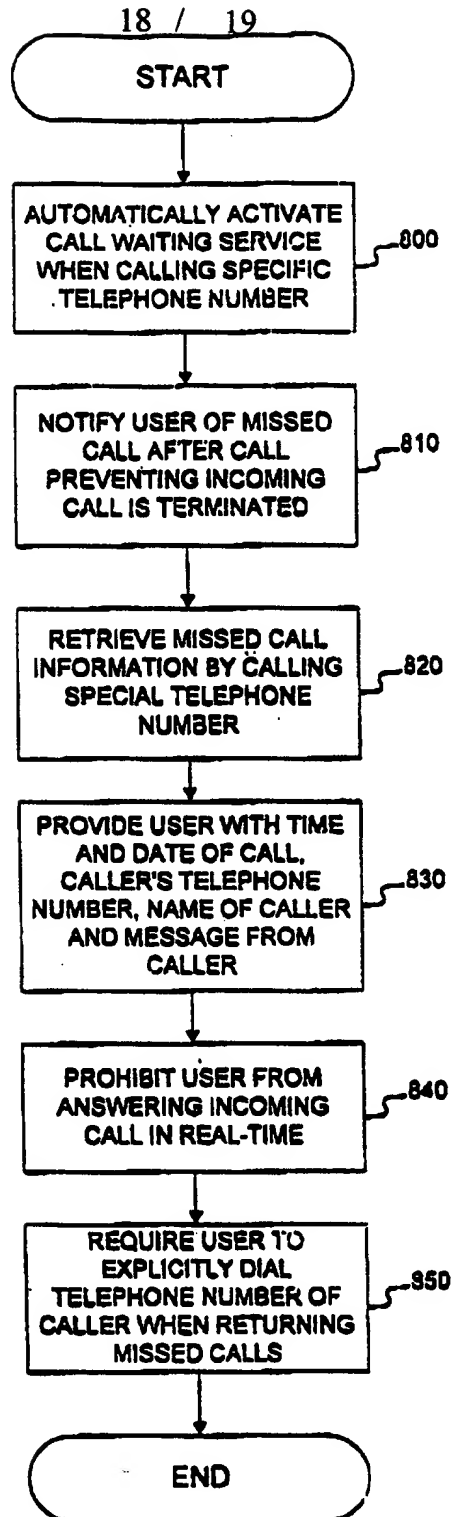 18 / 19
START
AUTOMATICALLY ACTIVATE
CALL WAITING SERVICE
WHEN CALLING SPECIFIC
TELEPHONE NUMBER
800
NOTIFY USER OF MISSED
CALL AFTER CALL
PREVENTING INCOMING
CALL IS TERMINATED
810
RETRIEVE MISSED CALL
INFORMATION BY CALLING
SPECIAL TELEPHONE
NUMBER
820
PROVIDE USER WITH TIME
AND DATE OF CALL,
CALLER'S TELEPHONE
NUMBER, NAME OF CALLER
AND MESSAGE FROM
CALLER
830
PROHIBIT USER FROM
ANSWERING INCOMING
CALL IN REAL-TIME
840
REQUIRE USER TO
EXPLICITLY DIAL
TELEPHONE NUMBER OF
CALLER WHEN RETURNING
MISSED CALLS
850
END